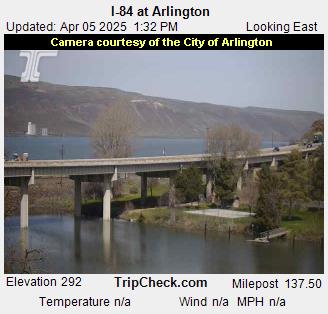 I-84 at Arlington
Updated: Apr 05 2025 1:32 PM Looking East
Camera courtesy of the City of Arlington
Elevation 292 TripCheck.com Milepost 137.50
Temperature n/a Wind n/a MPH n/a